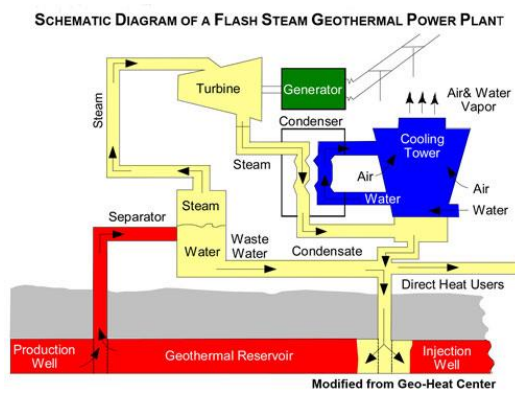 SCHEMATIC DIAGRAM OF A FLASH STEAM GEOTHERMAL POWER PLANT
Turbine
Generator
Air& Water
Vapor
Steam
Condenser
Cooling
Tower
Steam
Air
Air
Steam
Water
Water
Separator
Water
Waste
Water
Condensate
Direct Heat Users
Production
Well
Geothermal Reservoir
Injection
Well
Modified from Geo-Heat Center